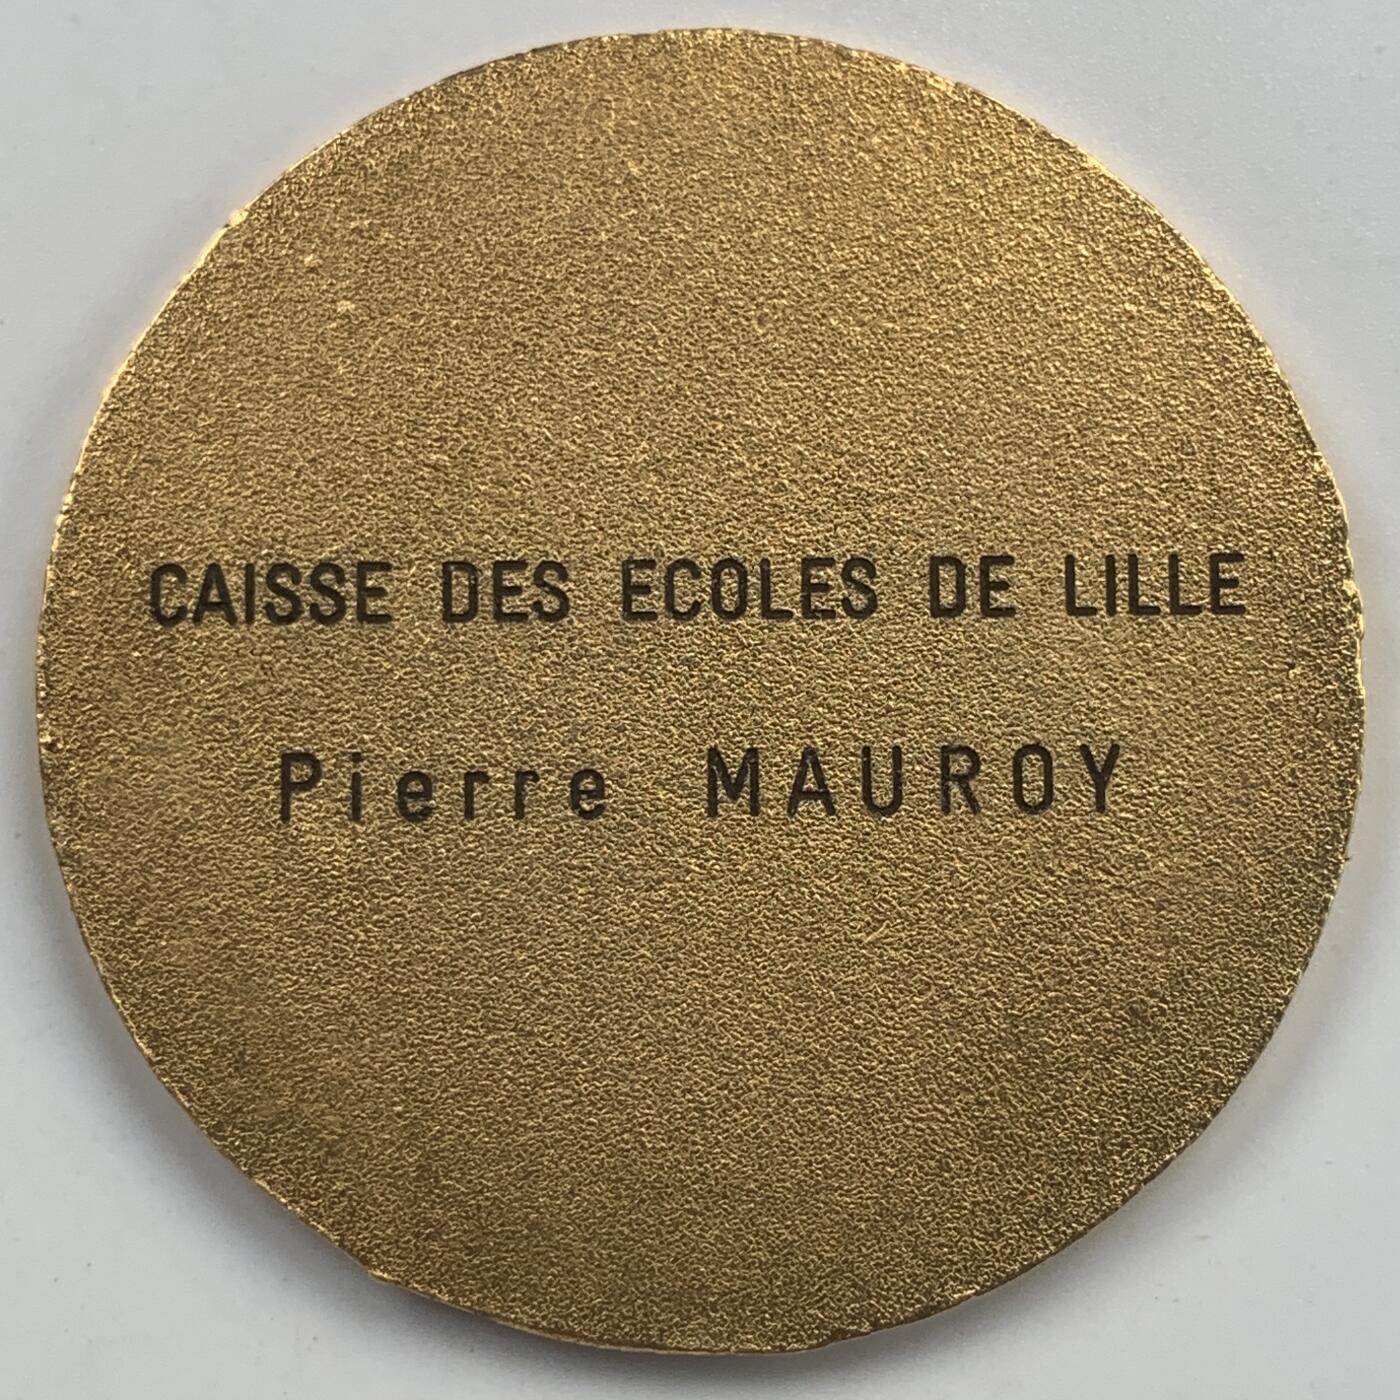 CAISSE DES ECOLES DE LILLE
Pierre MAUROY